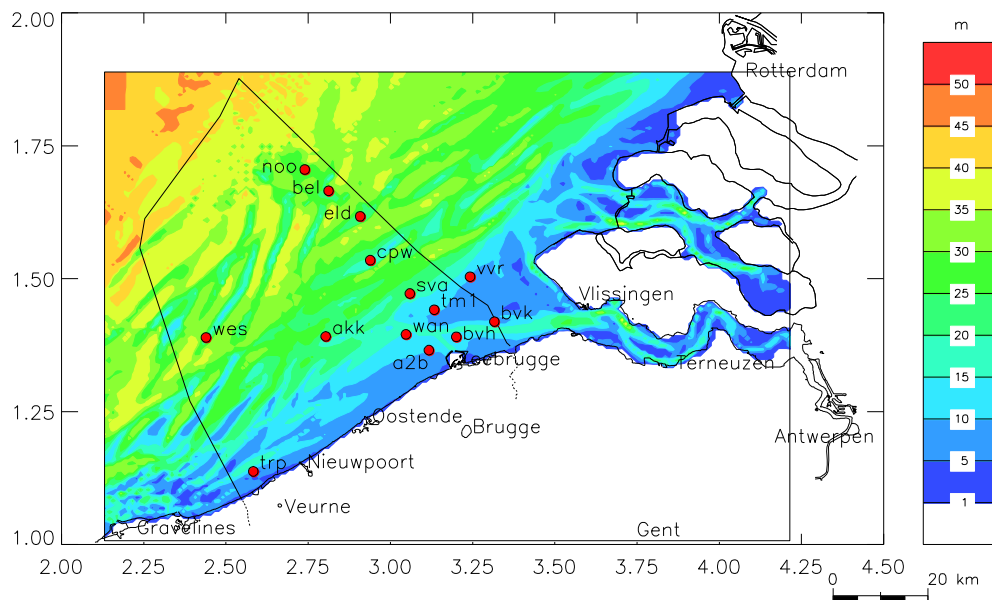 2.00
m
Rotterdam
50
45
1.75
noo
40
bel
eld
35
cpw
30
vvr
1.50
sva
25
Vlissingen
tm1
bvk
wes
akk
wan
bvh
20
a2b
Zeebrugge
Terneuzen
15
1.25
Oostende
10
Brugge
Antwerpen
trp
Nieuwpoort
5
Veurne
1
Gravelines
Gent
1.00
2.00 2.25 2.50 2.75 3.00 3.25 3.50 3.75 4.00 4.25 4.50
0 20 km